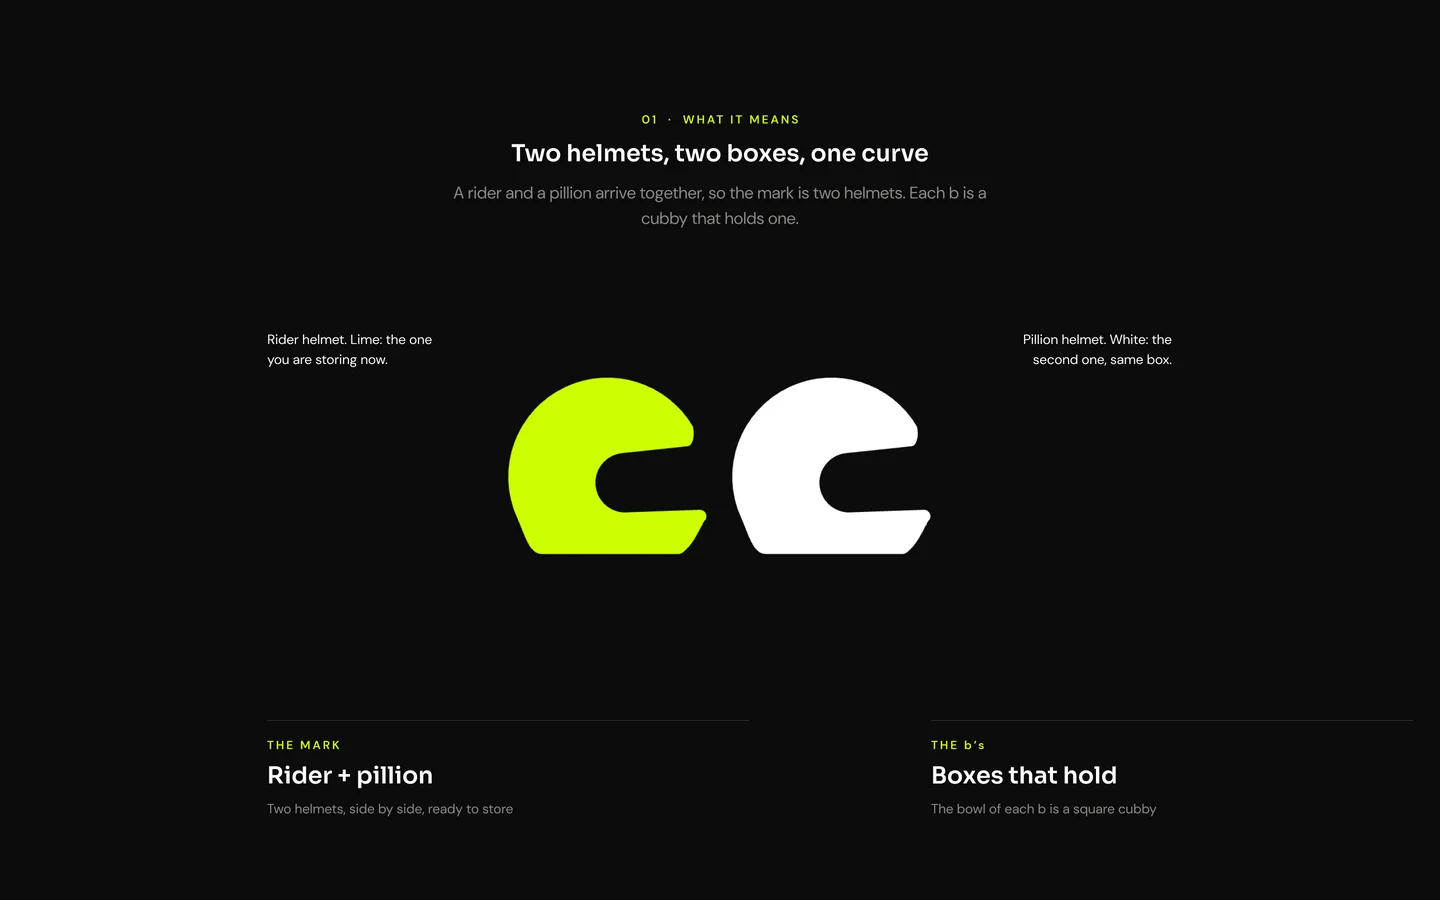 01 · WHAT IT MEANS
Two helmets, two boxes, one curve
A rider and a pillion arrive together, so the mark is two helmets. Each b is a
cubby that holds one.
Rider helmet. Lime: the one
you are storing now.
Pillion helmet. White: the
second one, same box.
THE MARK
Rider + pillion
Two helmets, side by side, ready to store
THE b’s
Boxes that hold
The bowl of each b is a square cubby